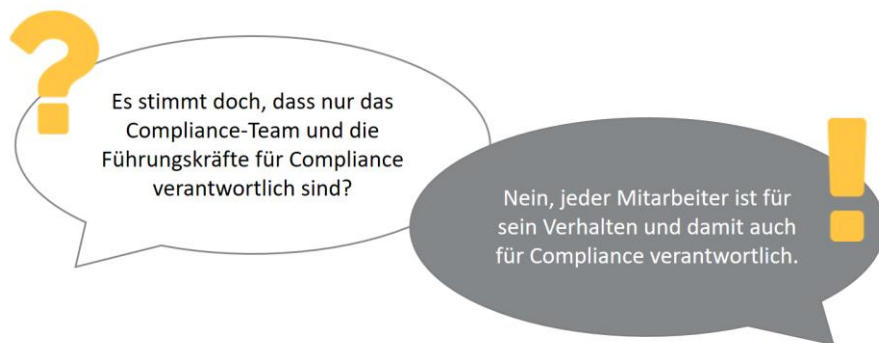 ?
Es stimmt doch, dass nur das
Compliance-Team und die
Führungskräfte für Compliance
verantwortlich sind?
!
Nein, jeder Mitarbeiter ist für
sein Verhalten und damit auch
für Compliance verantwortlich.